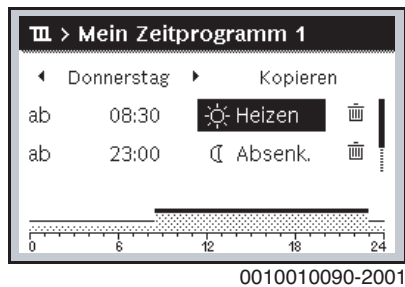 > Mein Zeitprogramm 1
Donnerstag Kopieren
ab 08:30 Heizen
ab 23:00 Absenk.
0 6 12 18 24
0010010090-2001